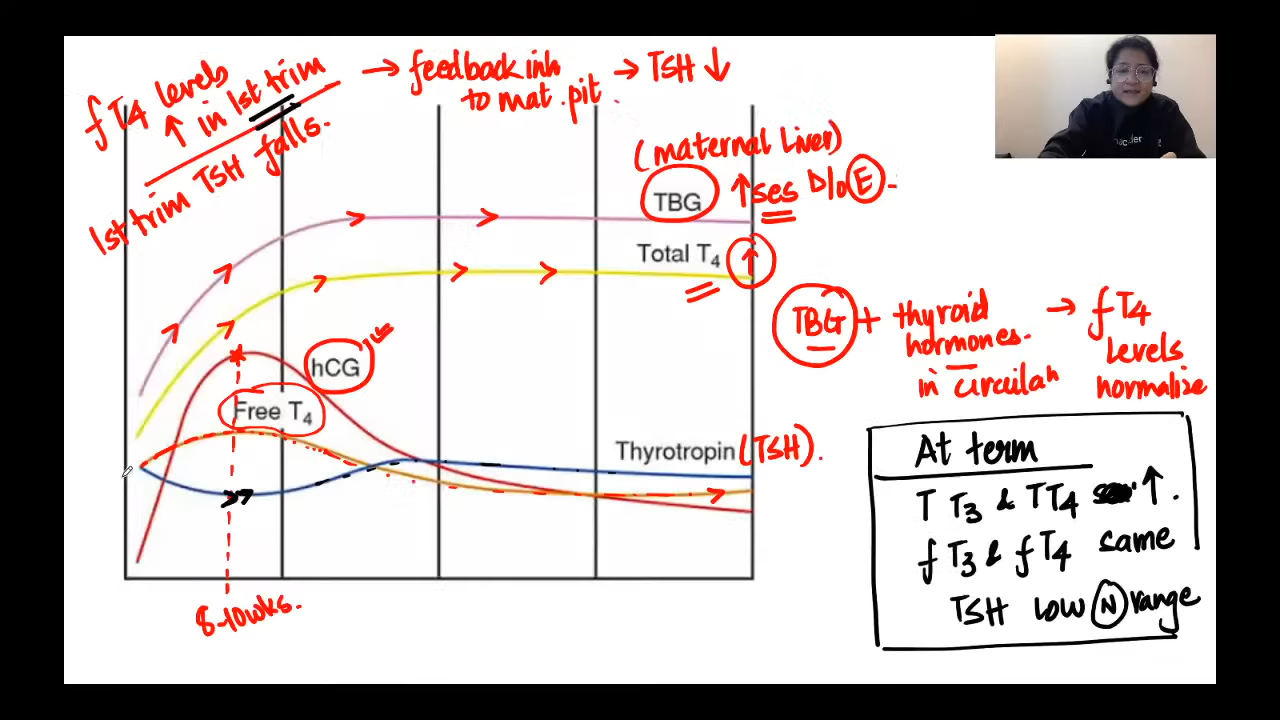 fT4 levels
↑ in 1st trim
1st trim TSH falls.
→ feedback inh
to mat. pit.
→ TSH ↓
(maternal Liver)
TBG ↑ses D/o E
Total T4 ↑
TBG + thyroid
hormones.
in circulan
→ fT4
levels
normalize
hCG
Free T4
Thyrotropin (TSH).
8-10wks.
At term
T T3 & TT4 ↑.
f T3 & fT4 same
TSH low N range